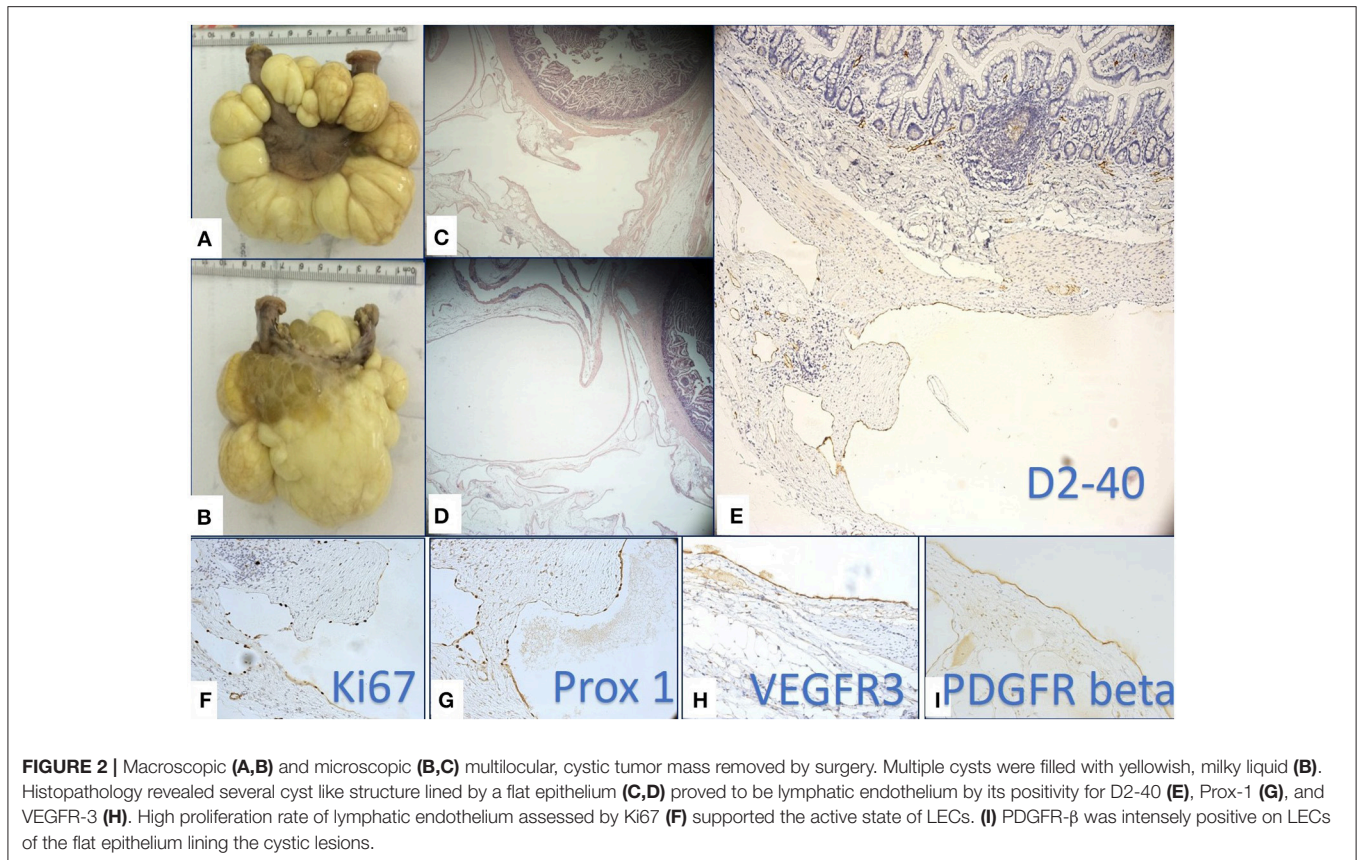 A
B
C
D
E
D2-40
F
Ki67
G
Prox 1
H
VEGFR3
I
PDGFR beta
FIGURE 2 | Macroscopic (A,B) and microscopic (B,C) multilocular, cystic tumor mass removed by surgery. Multiple cysts were filled with yellowish, milky liquid (B).
Histopathology revealed several cyst like structure lined by a flat epithelium (C,D) proved to be lymphatic endothelium by its positivity for D2-40 (E), Prox-1 (G), and
VEGFR-3 (H). High proliferation rate of lymphatic endothelium assessed by Ki67 (F) supported the active state of LECs. (I) PDGFR-β was intensely positive on LECs
of the flat epithelium lining the cystic lesions.